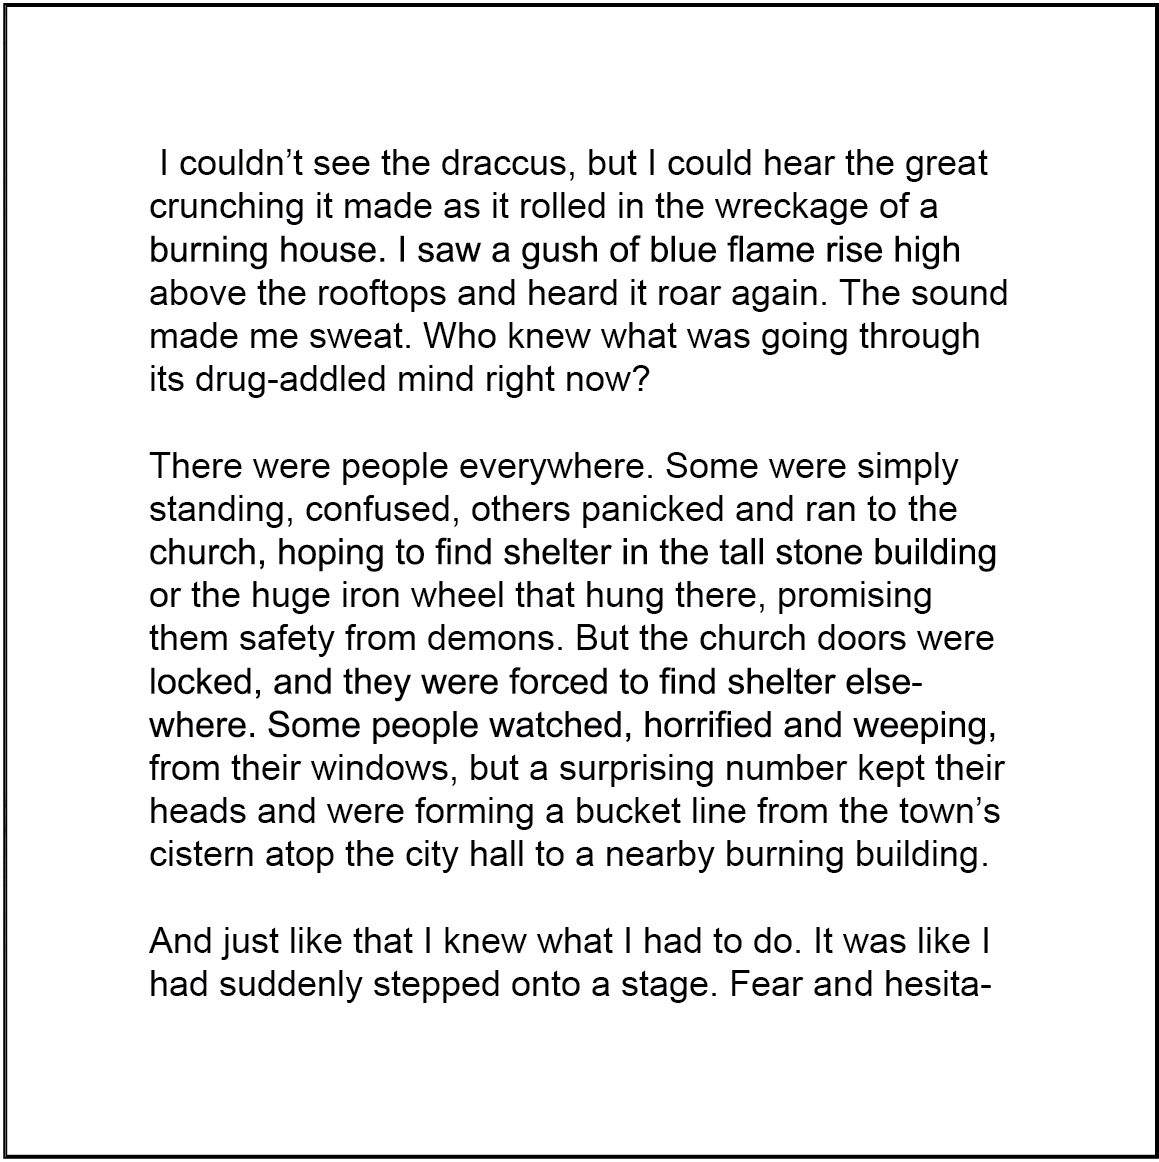 I couldn’t see the draccus, but I could hear the great
crunching it made as it rolled in the wreckage of a
burning house. I saw a gush of blue flame rise high
above the rooftops and heard it roar again. The sound
made me sweat. Who knew what was going through
its drug-addled mind right now?

There were people everywhere. Some were simply
standing, confused, others panicked and ran to the
church, hoping to find shelter in the tall stone building
or the huge iron wheel that hung there, promising
them safety from demons. But the church doors were
locked, and they were forced to find shelter else-
where. Some people watched, horrified and weeping,
from their windows, but a surprising number kept their
heads and were forming a bucket line from the town’s
cistern atop the city hall to a nearby burning building.

And just like that I knew what I had to do. It was like I
had suddenly stepped onto a stage. Fear and hesita-